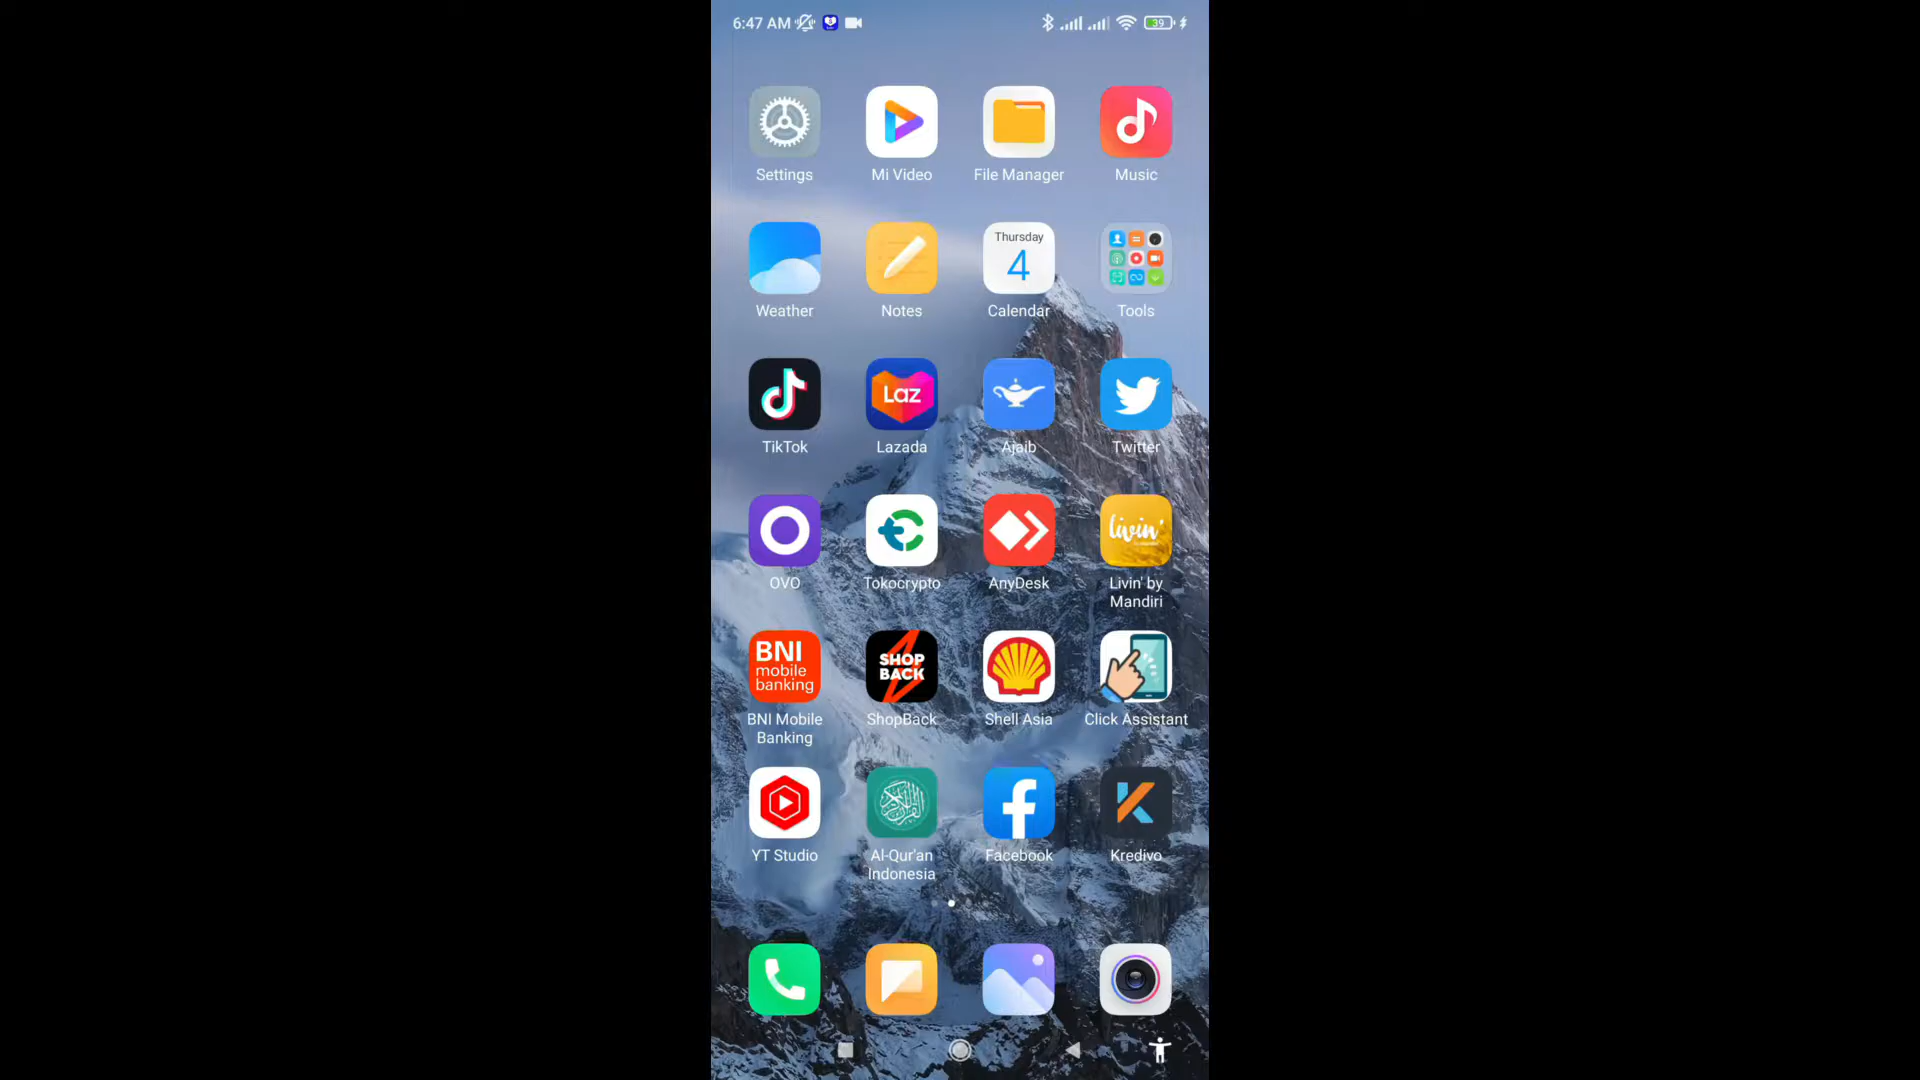 6:47 AM
39
Settings
Mi Video
File Manager
Music
Thursday
4
Weather
Notes
Calendar
Tools
Laz
TikTok
Lazada
Ajaib
Twitter
livin'
OVO
Tokocrypto
AnyDesk
Livin' by
Mandiri
BNI
mobile
banking
SHOP
BACK
BNI Mobile
Banking
ShopBack
Shell Asia
Click Assistant
YT Studio
Al-Qur'an
Indonesia
Facebook
Kredivo